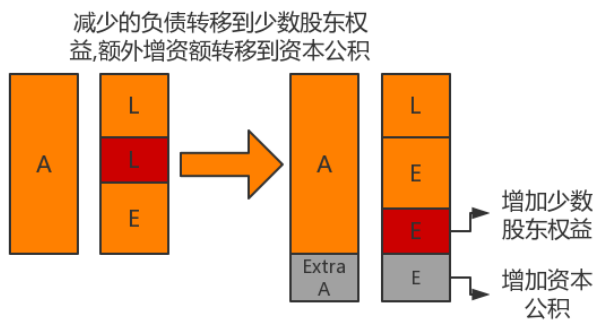 减少的负债转移到少数股东权
益,额外增资额转移到资本公积
A
L
L
E
A
Extra
A
L
E
E
E
增加少数
股东权益
增加资本
公积